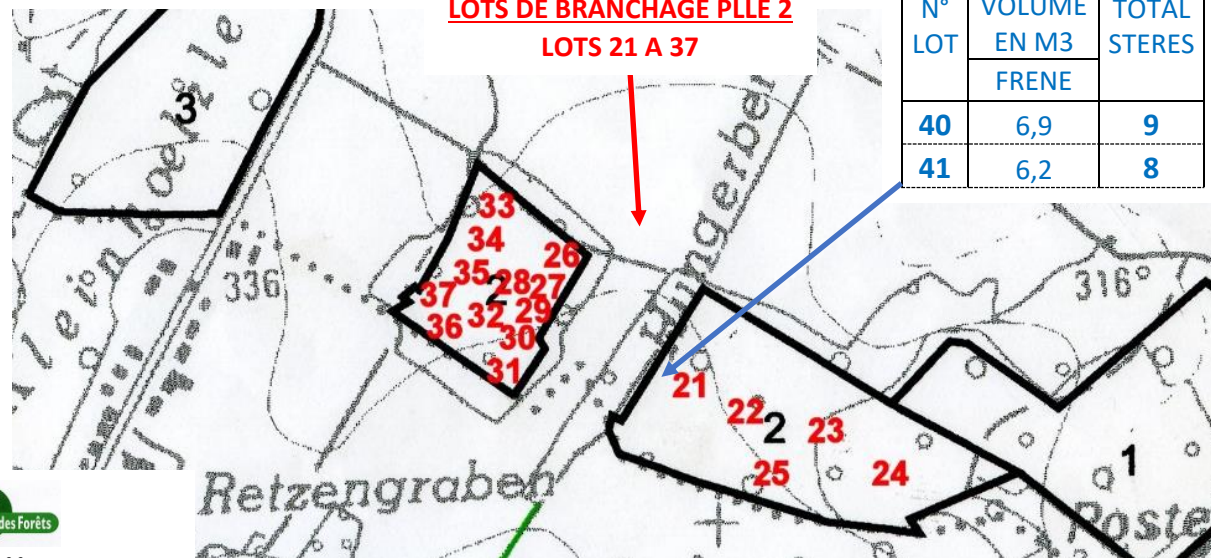 LOTS DE BRANCHAGE PLLE 2
LOTS 21 A 37
N° LOT
VOLUME EN M3
TOTAL STERES
FRENE
40 6,9 9
41 6,2 8
3
336
33
34
26
35
28
27
2
37
32
29
36
30
31
316°
21
22
2
23
25
24
1
Retzengraben
Poste
des Forêts